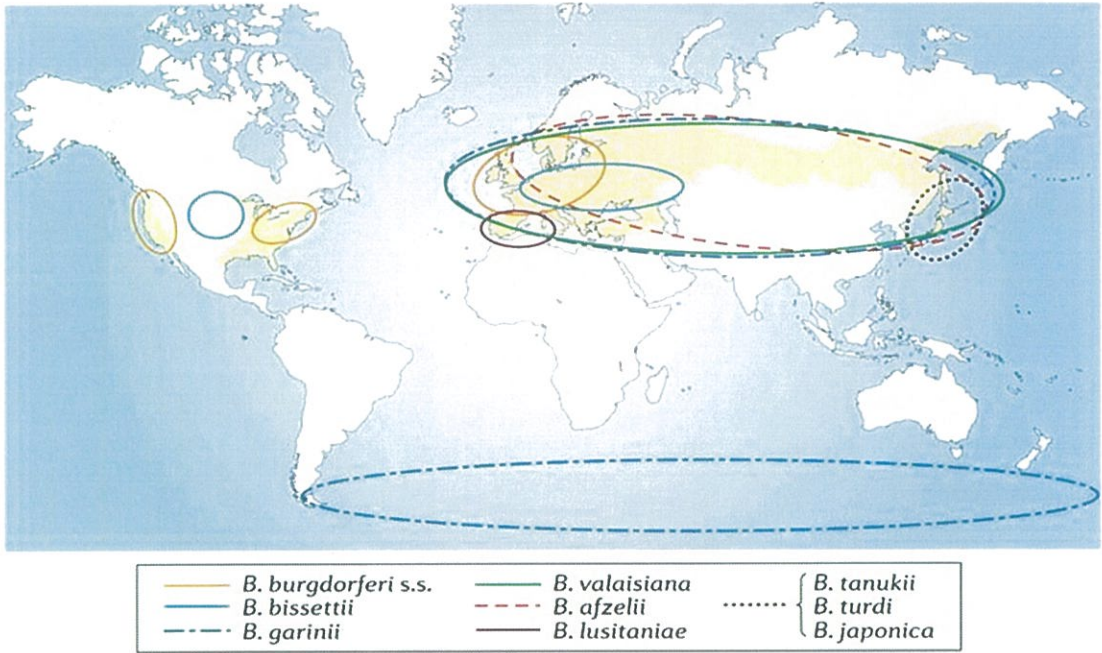 B. burgdorferi s.s.
B. bissettii
B. garinii
B. valaisiana
B. afzelii
B. lusitaniae
B. tanukii
B. turdi
B. japonica